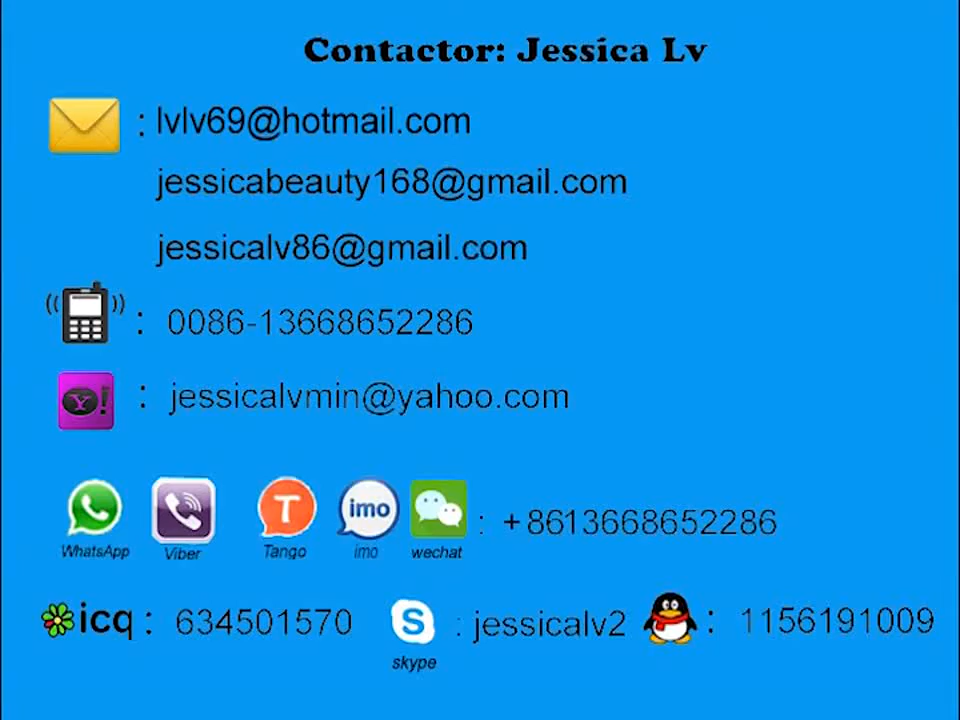 Contactor: Jessica Lv
: lvlv69@hotmail.com
jessicabeauty168@gmail.com
jessicalv86@gmail.com
: 0086-13668652286
Y! : jessicalvmin@yahoo.com
T imo : +8613668652286
WhatsApp Viber Tango imo wechat
icq : 634501570 S : jessicalv2 : 1156191009
skype